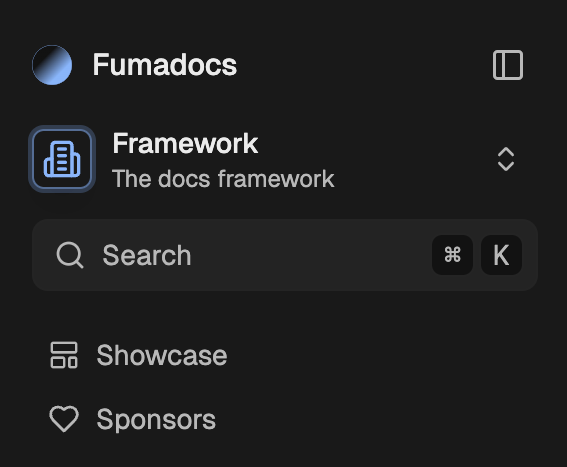 Fumadocs
Framework
The docs framework
Search ⌘ K
Showcase
Sponsors